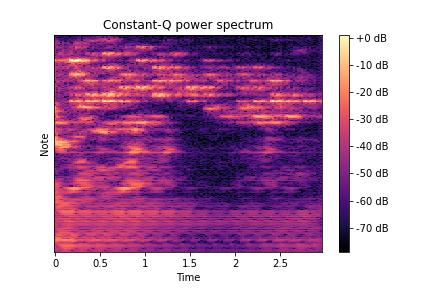 Constant-Q power spectrum
Note
0
0.5
1
1.5
2
2.5
Time
+0 dB
-10 dB
-20 dB
-30 dB
-40 dB
-50 dB
-60 dB
-70 dB